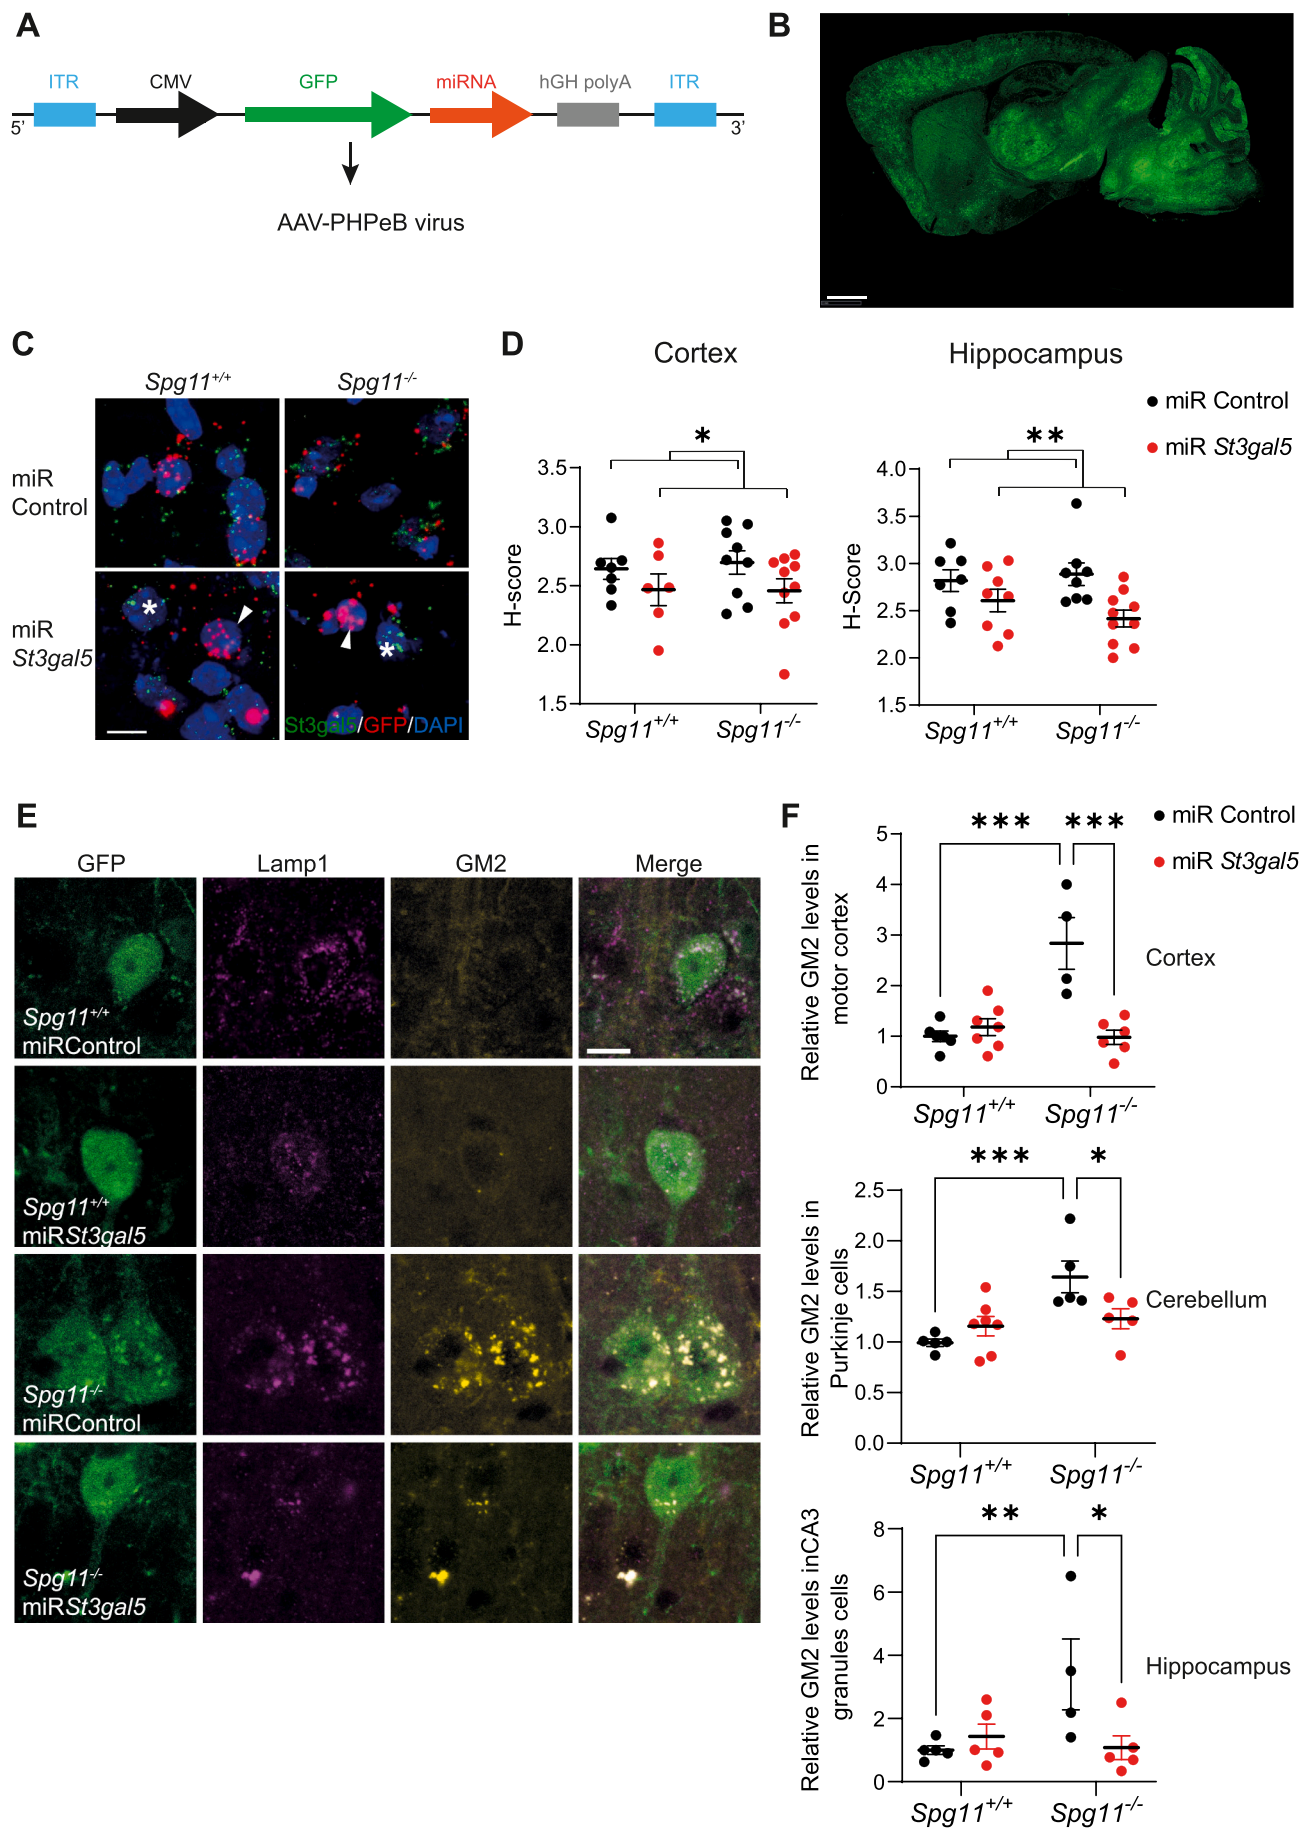 A
ITR
CMV
GFP
miRNA
hGH polyA
ITR
5’
3’
AAV-PHPeB virus
B
C
Spg11+/+
Spg11-/-
miR
Control
miR
St3gal5
*
*
St3gal5/GFP/DAPI
D
Cortex
Hippocampus
miR Control
miR St3gal5
*
3.5
3.0
2.5
2.0
1.5
H-score
Spg11+/+
Spg11-/-
**
4.0
3.5
3.0
2.5
2.0
1.5
H-Score
Spg11+/+
Spg11-/-
E
GFP
Lamp1
GM2
Merge
Spg11+/+
miRControl
Spg11+/+
miRSt3gal5
Spg11-/-
miRControl
Spg11-/-
miRSt3gal5
F
miR Control
miR St3gal5
***
***
5
4
3
2
1
0
Relative GM2 levels in
motor cortex
Cortex
Spg11+/+
Spg11-/-
***
*
2.5
2.0
1.5
1.0
0.5
0.0
Relative GM2 levels in
Purkinje cells
Cerebellum
Spg11+/+
Spg11-/-
**
*
8
6
4
2
0
Relative GM2 levels inCA3
granules cells
Hippocampus
Spg11+/+
Spg11-/-